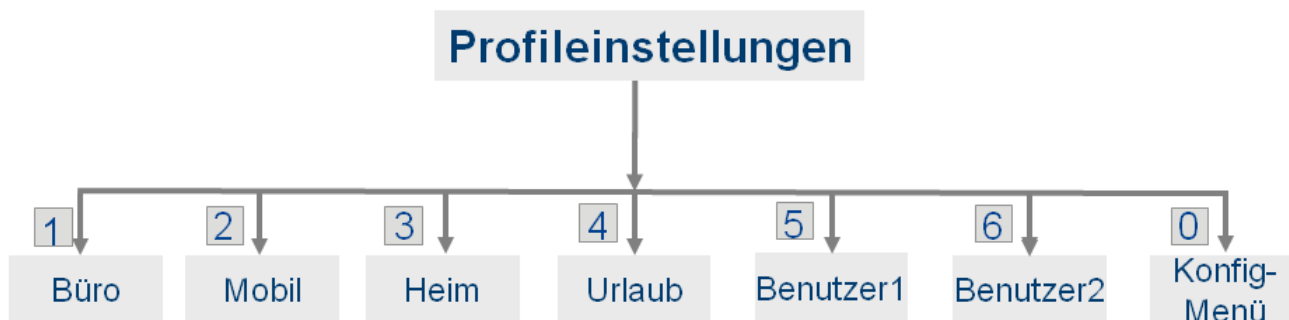 Profileinstellungen
1
2
3
4
5
6
0
Büro
Mobil
Heim
Urlaub
Benutzer1
Benutzer2
Konfig-
Menü